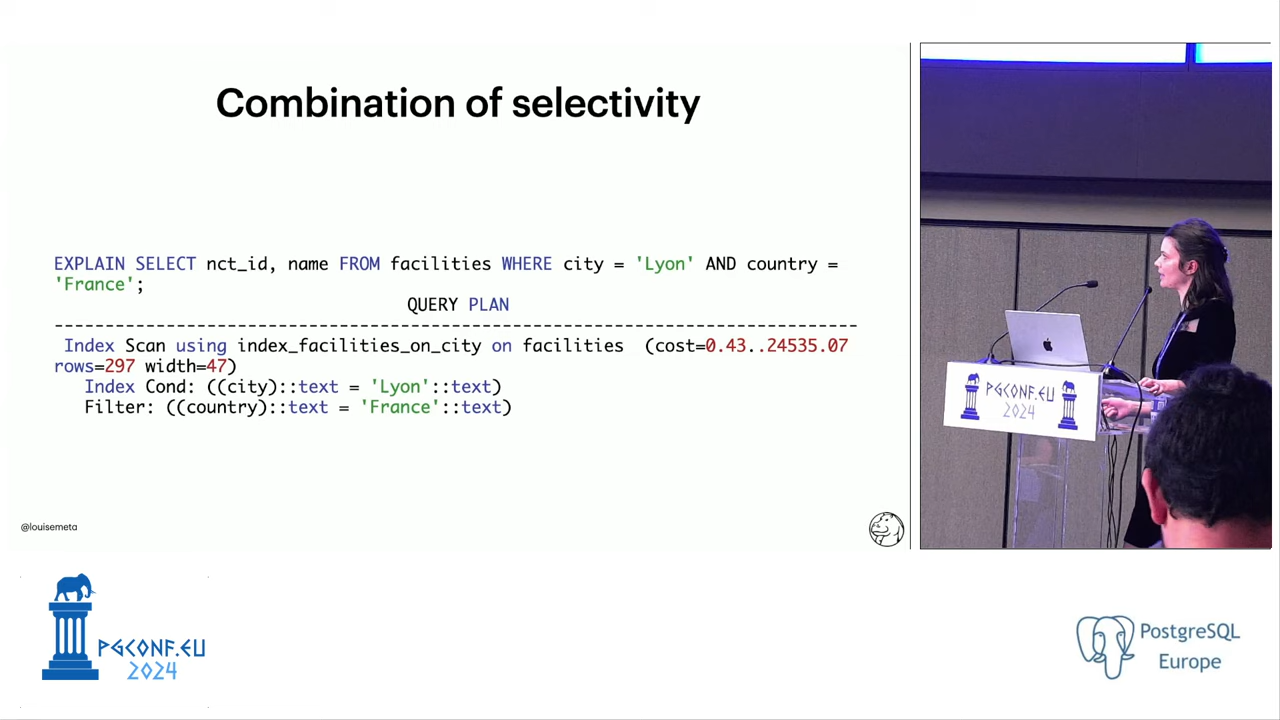 Combination of selectivity
EXPLAIN SELECT nct_id, name FROM facilities WHERE city = 'Lyon' AND country =
'France';
QUERY PLAN
-------------------------------------------------------------------------------
Index Scan using index_facilities_on_city on facilities (cost=0.43..24535.07
rows=297 width=47)
Index Cond: ((city)::text = 'Lyon'::text)
Filter: ((country)::text = 'France'::text)
@louisemeta
PGCONF.EU
2024
PGCONF.EU
2024
PostgreSQL
Europe